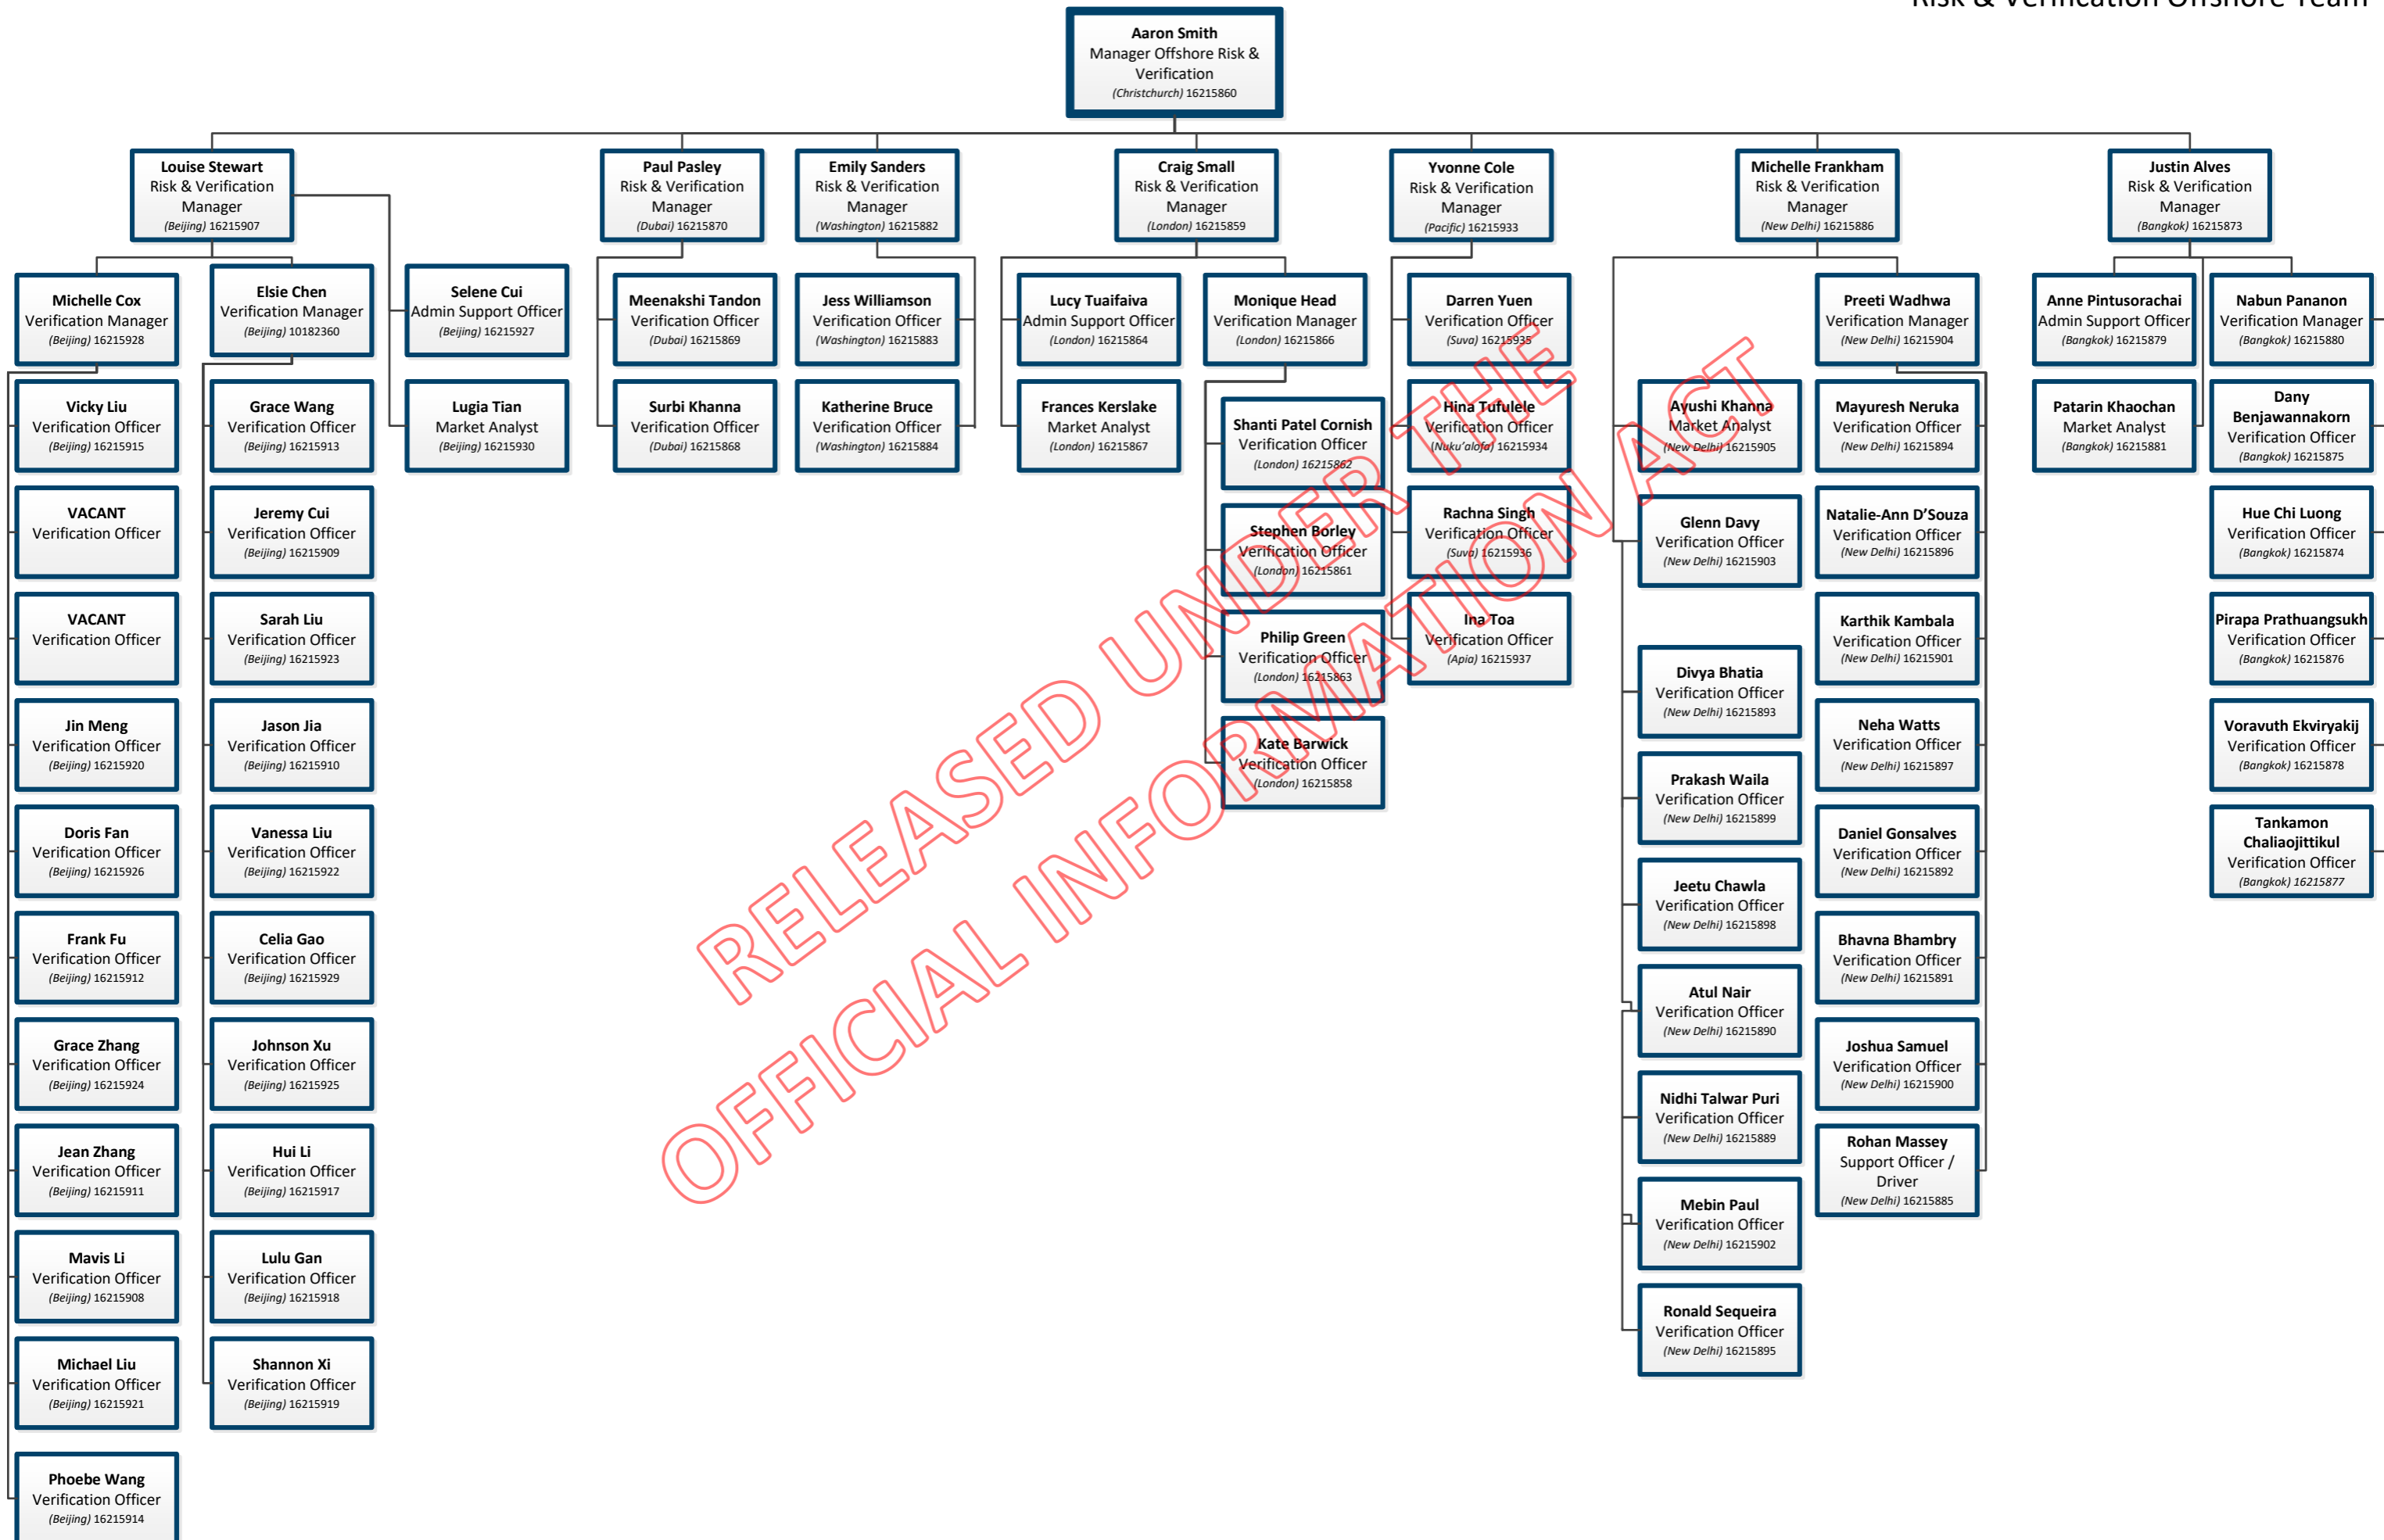 Risk & Verification Offshore Team
Aaron Smith
Manager Offshore Risk &
Verification
(Christchurch) 16215860
Louise Stewart
Risk & Verification
Manager
(Beijing) 16215907
Paul Pasley
Risk & Verification
Manager
(Dubai) 16215870
Emily Sanders
Risk & Verification
Manager
(Washington) 16215882
Craig Small
Risk & Verification
Manager
(London) 16215859
Yvonne Cole
Risk & Verification
Manager
(Pacific) 16215933
Michelle Frankham
Risk & Verification
Manager
(New Delhi) 16215886
Justin Alves
Risk & Verification
Manager
(Bangkok) 16215873
Michelle Cox
Verification Manager
(Beijing) 16215928
Vicky Liu
Verification Officer
(Beijing) 16215915
VACANT
Verification Officer
VACANT
Verification Officer
Jin Meng
Verification Officer
(Beijing) 16215920
Doris Fan
Verification Officer
(Beijing) 16215926
Frank Fu
Verification Officer
(Beijing) 16215912
Grace Zhang
Verification Officer
(Beijing) 16215924
Jean Zhang
Verification Officer
(Beijing) 16215911
Mavis Li
Verification Officer
(Beijing) 16215908
Michael Liu
Verification Officer
(Beijing) 16215921
Phoebe Wang
Verification Officer
(Beijing) 16215914
Elsie Chen
Verification Manager
(Beijing) 10182360
Grace Wang
Verification Officer
(Beijing) 16215913
Jeremy Cui
Verification Officer
(Beijing) 16215909
Sarah Liu
Verification Officer
(Beijing) 16215923
Jason Jia
Verification Officer
(Beijing) 16215910
Vanessa Liu
Verification Officer
(Beijing) 16215922
Celia Gao
Verification Officer
(Beijing) 16215929
Johnson Xu
Verification Officer
(Beijing) 16215925
Hui Li
Verification Officer
(Beijing) 16215917
Lulu Gan
Verification Officer
(Beijing) 16215918
Shannon Xi
Verification Officer
(Beijing) 16215919
Selene Cui
Admin Support Officer
(Beijing) 16215927
Lugia Tian
Market Analyst
(Beijing) 16215930
Meenakshi Tandon
Verification Officer
(Dubai) 16215869
Surbi Khanna
Verification Officer
(Dubai) 16215868
Jess Williamson
Verification Officer
(Washington) 16215883
Katherine Bruce
Verification Officer
(Washington) 16215884
Lucy Tuaifaiva
Admin Support Officer
(London) 16215864
Frances Kerslake
Market Analyst
(London) 16215867
Monique Head
Verification Manager
(London) 16215866
Shanti Patel Cornish
Verification Officer
(London) 16215862
Stephen Borley
Verification Officer
(London) 16215861
Philip Green
Verification Officer
(London) 16215863
Kate Barwick
Verification Officer
(London) 16215858
Darren Yuen
Verification Officer
(Suva) 16215935
Hina Tufulele
Verification Officer
(Nuku'alofa) 16215934
Rachna Singh
Verification Officer
(Suva) 16215936
Ina Toa
Verification Officer
(Apia) 16215937
Ayushi Khanna
Market Analyst
(New Delhi) 16215905
Glenn Davy
Verification Officer
(New Delhi) 16215903
Divya Bhatia
Verification Officer
(New Delhi) 16215893
Prakash Waila
Verification Officer
(New Delhi) 16215899
Jeetu Chawla
Verification Officer
(New Delhi) 16215898
Atul Nair
Verification Officer
(New Delhi) 16215890
Nidhi Talwar Puri
Verification Officer
(New Delhi) 16215889
Mebin Paul
Verification Officer
(New Delhi) 16215902
Ronald Sequeira
Verification Officer
(New Delhi) 16215895
Preeti Wadhwa
Verification Manager
(New Delhi) 16215904
Mayuresh Neruka
Verification Officer
(New Delhi) 16215894
Natalie-Ann D'Souza
Verification Officer
(New Delhi) 16215896
Karthik Kambala
Verification Officer
(New Delhi) 16215901
Neha Watts
Verification Officer
(New Delhi) 16215897
Daniel Gonsalves
Verification Officer
(New Delhi) 16215892
Bhavna Bhambry
Verification Officer
(New Delhi) 16215891
Joshua Samuel
Verification Officer
(New Delhi) 16215900
Rohan Massey
Support Officer /
Driver
(New Delhi) 16215885
Anne Pintusorachai
Admin Support Officer
(Bangkok) 16215879
Patarin Khaochan
Market Analyst
(Bangkok) 16215881
Nabun Pananon
Verification Manager
(Bangkok) 16215880
Dany
Benjawannakorn
Verification Officer
(Bangkok) 16215875
Hue Chi Luong
Verification Officer
(Bangkok) 16215874
Pirapa Prathuangsukh
Verification Officer
(Bangkok) 16215876
Voravuth Ekviryakij
Verification Officer
(Bangkok) 16215878
Tankamon
Chaliaojittikul
Verification Officer
(Bangkok) 16215877
RELEASED UNDER THE
OFFICIAL INFORMATION ACT